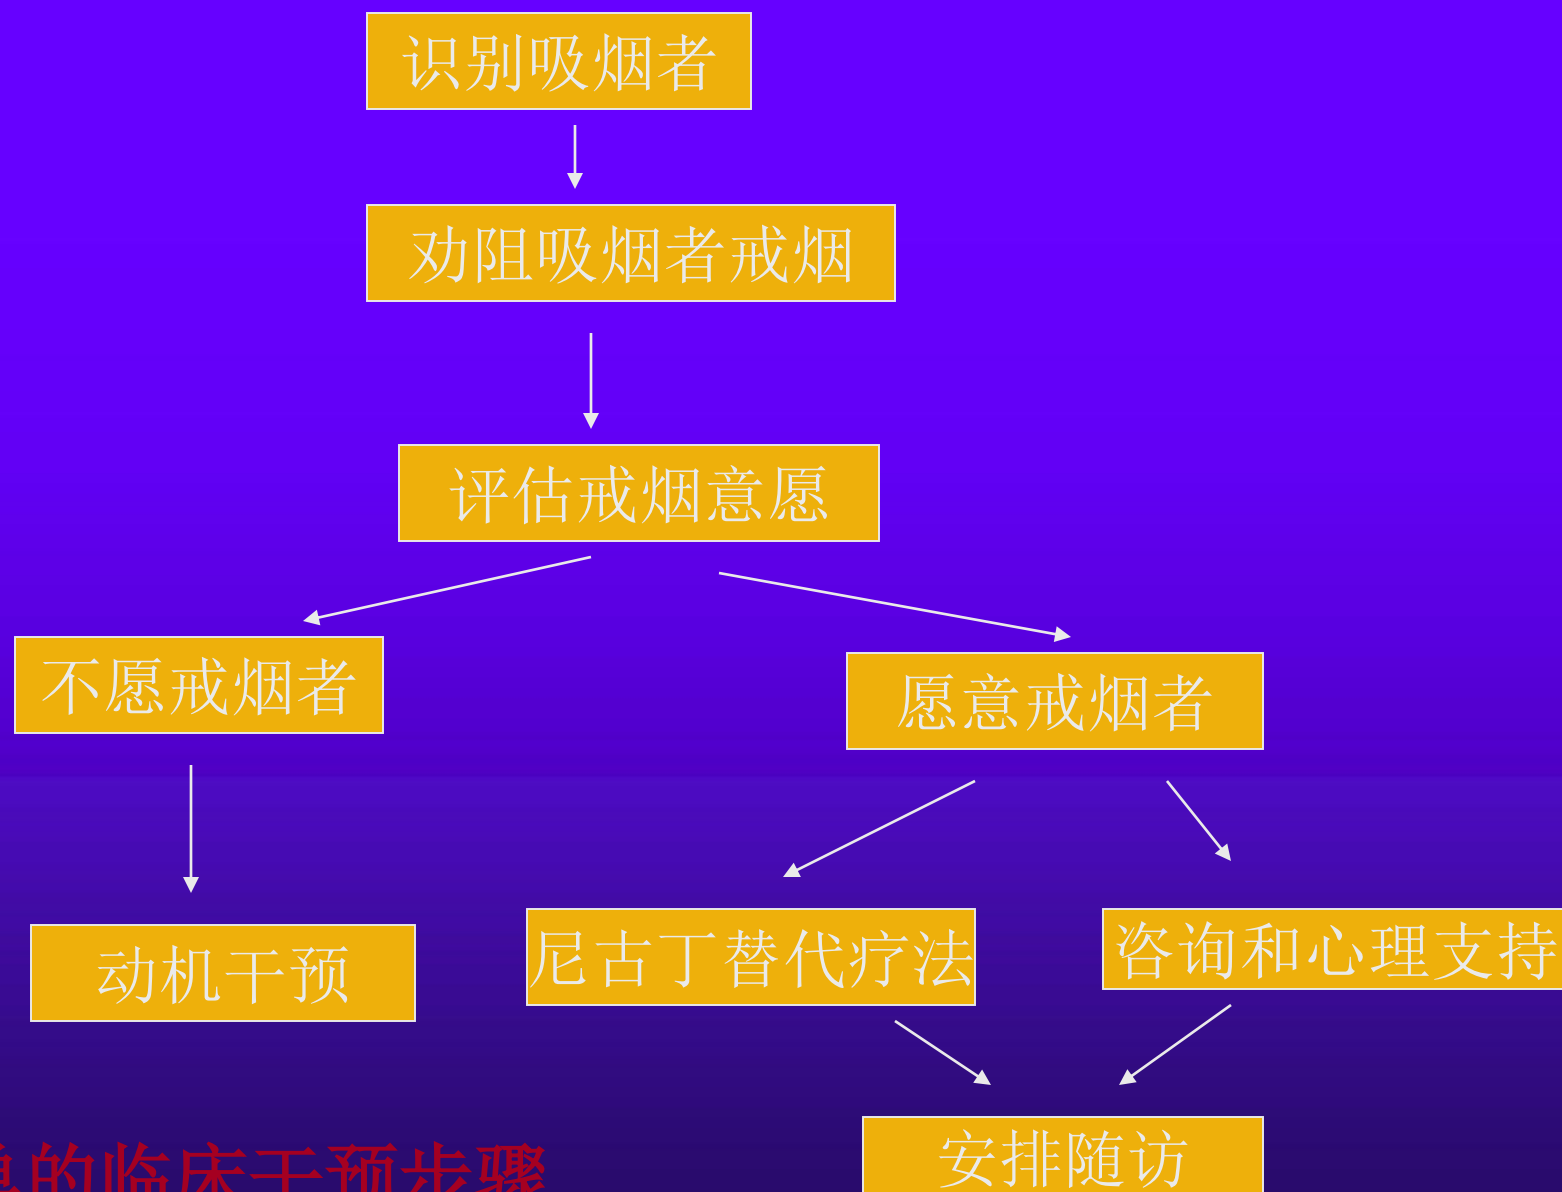 识别吸烟者
劝阻吸烟者戒烟
评估戒烟意愿
不愿戒烟者
愿意戒烟者
动机干预
尼古丁替代疗法
咨询和心理支持
安排随访
的临床干预步骤